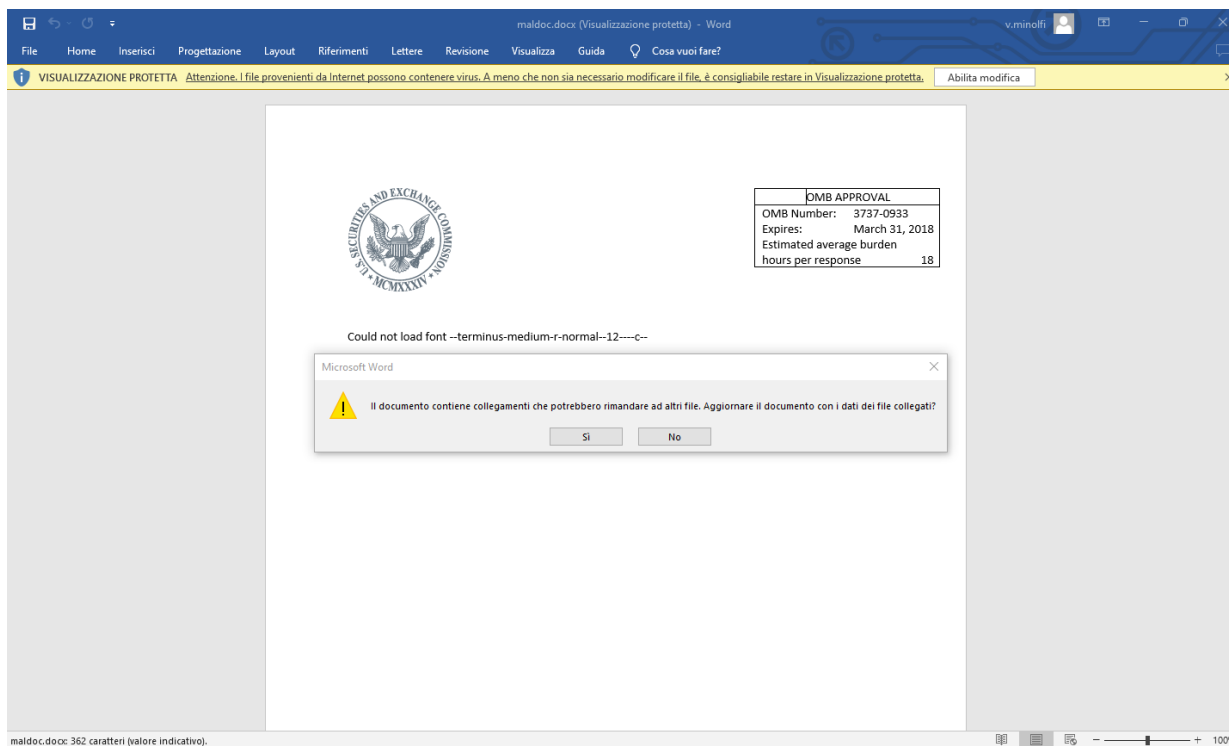 maldoc.docx (Visualizzazione protetta) - Word
v.minolfi
File Home Inserisci Progettazione Layout Riferimenti Lettere Revisione Visualizza Guida Cosa vuoi fare?
VISUALIZZAZIONE PROTETTA Attenzione. I file provenienti da Internet possono contenere virus. A meno che non sia necessario modificare il file, è consigliabile restare in Visualizzazione protetta. Abilita modifica
U.S. SECURITIES AND EXCHANGE COMMISSION
MCMXXXIV
OMB APPROVAL
OMB Number: 3737-0933
Expires: March 31, 2018
Estimated average burden
hours per response 18
Could not load font --terminus-medium-r-normal--12----c--
Microsoft Word
Il documento contiene collegamenti che potrebbero rimandare ad altri file. Aggiornare il documento con i dati dei file collegati?
Sì No
maldoc.docx: 362 caratteri (valore indicativo).
100%